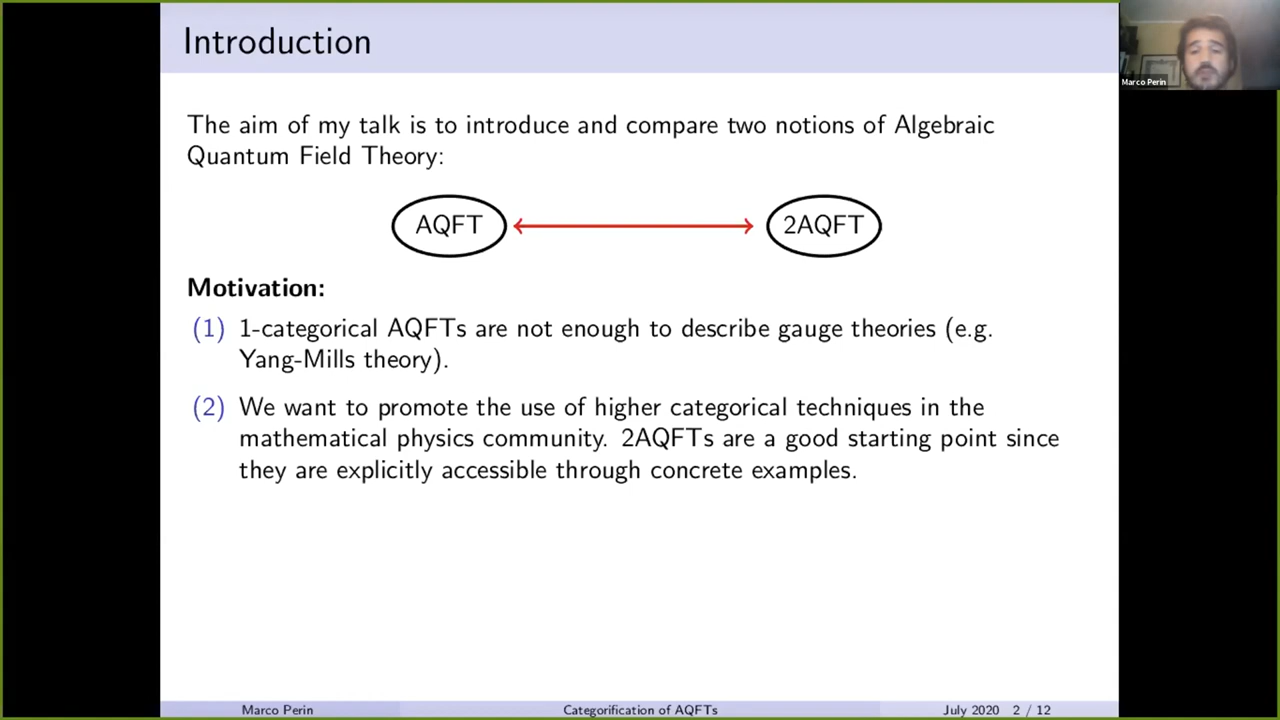 Introduction
Marco Perin
The aim of my talk is to introduce and compare two notions of Algebraic
Quantum Field Theory:
AQFT
2AQFT
Motivation:
(1) 1-categorical AQFTs are not enough to describe gauge theories (e.g.
Yang-Mills theory).
(2) We want to promote the use of higher categorical techniques in the
mathematical physics community. 2AQFTs are a good starting point since
they are explicitly accessible through concrete examples.
Marco Perin
Categorification of AQFTs
July 2020 2 / 12